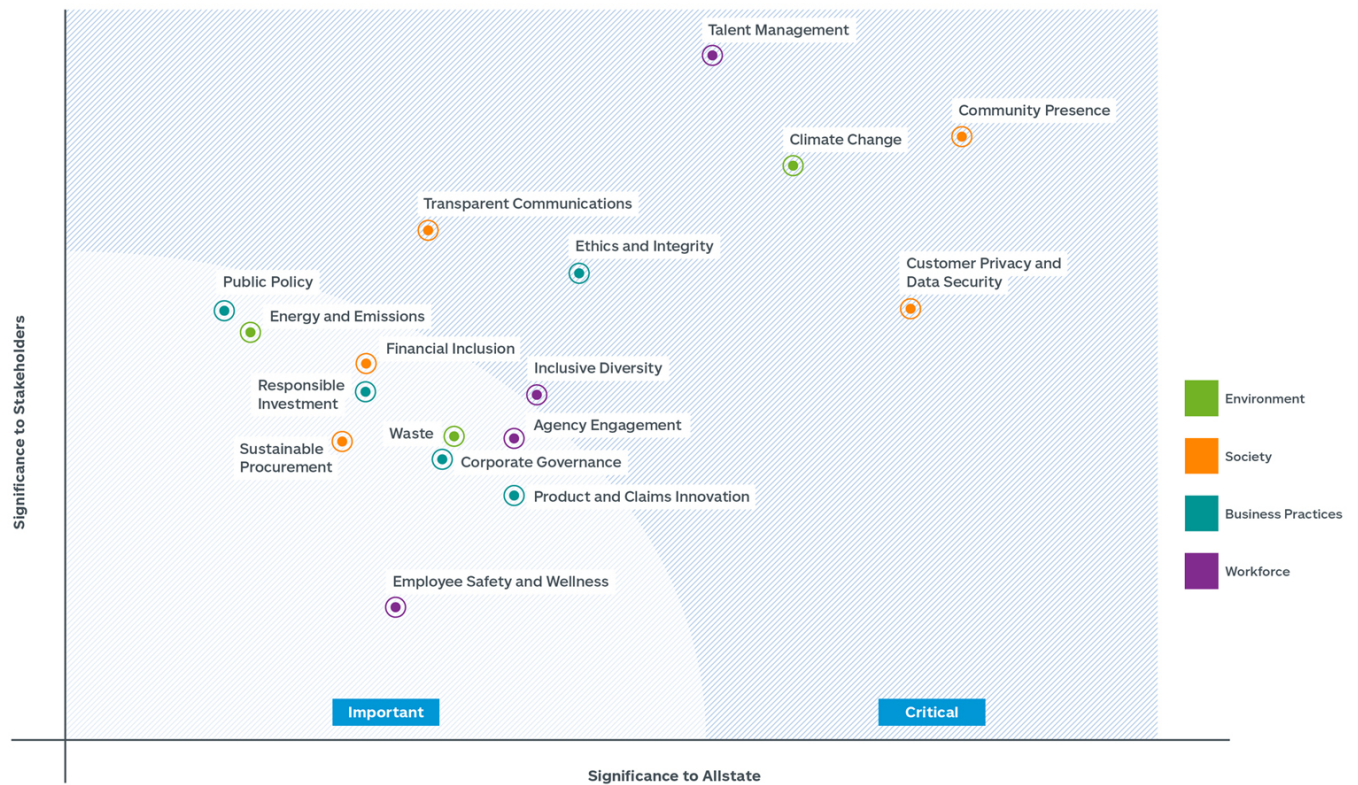 Talent Management
Community Presence
Climate Change
Transparent Communications
Ethics and Integrity
Customer Privacy and
Data Security
Public Policy
Energy and Emissions
Financial Inclusion
Inclusive Diversity
Responsible
Investment
Agency Engagement
Waste
Sustainable
Procurement
Corporate Governance
Product and Claims Innovation
Employee Safety and Wellness
Important
Critical
Significance to Stakeholders
Significance to Allstate
Environment
Society
Business Practices
Workforce